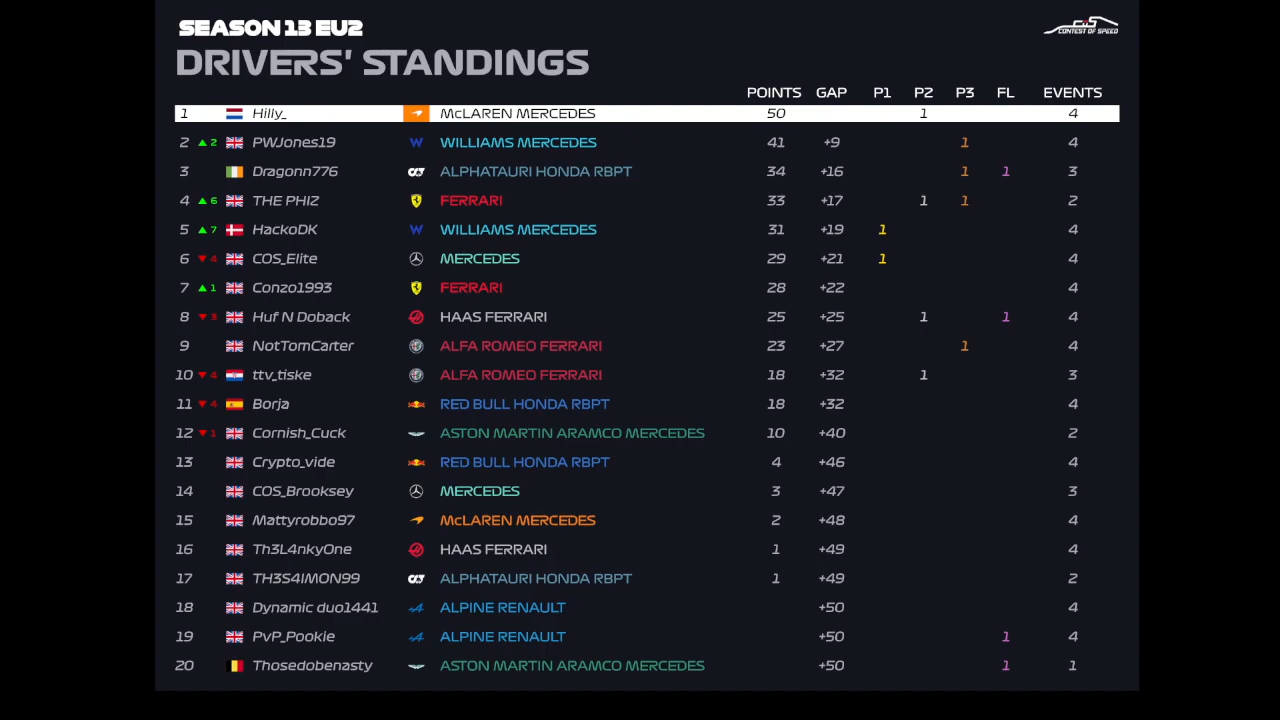 SEASON 13 EU2
COS
CONTEST OF SPEED
DRIVERS' STANDINGS
POINTS GAP P1 P2 P3 FL EVENTS
1 Hilly_ McLAREN MERCEDES 50 1 4
2 2 PWJones19 WILLIAMS MERCEDES 41 +9 1 4
3 Dragonn776 ALPHATAURI HONDA RBPT 34 +16 1 1 3
4 6 THE PHIZ FERRARI 33 +17 1 1 2
5 7 HackoDK WILLIAMS MERCEDES 31 +19 1 4
6 4 COS_Elite MERCEDES 29 +21 1 4
7 1 Conzo1993 FERRARI 28 +22 4
8 3 Huf N Doback HAAS FERRARI 25 +25 1 1 4
9 NotTomCarter ALFA ROMEO FERRARI 23 +27 1 4
10 4 ttv_tiske ALFA ROMEO FERRARI 18 +32 1 3
11 4 Borja RED BULL HONDA RBPT 18 +32 4
12 1 Cornish_Cuck ASTON MARTIN ARAMCO MERCEDES 10 +40 2
13 Crypto_vide RED BULL HONDA RBPT 4 +46 4
14 COS_Brooksey MERCEDES 3 +47 3
15 Mattyrobbo97 McLAREN MERCEDES 2 +48 4
16 Th3L4nkyOne HAAS FERRARI 1 +49 4
17 TH3S4IMON99 ALPHATAURI HONDA RBPT 1 +49 2
18 Dynamic duo1441 ALPINE RENAULT +50 4
19 PvP_Pookie ALPINE RENAULT +50 1 4
20 Thosedobenasty ASTON MARTIN ARAMCO MERCEDES +50 1 1